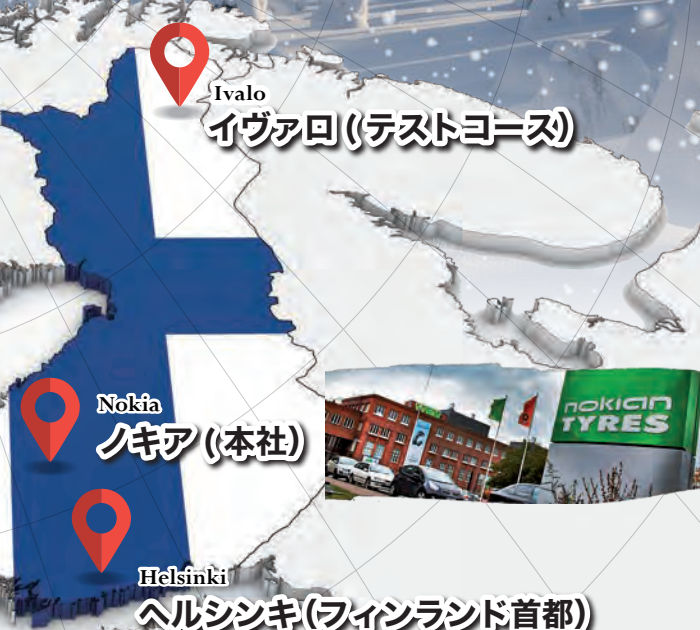 Ivalo
イヴァロ (テストコース)
Nokia
ノキア (本社)
nokian
TYRES
Helsinki
ヘルシンキ(フィンランド首都)